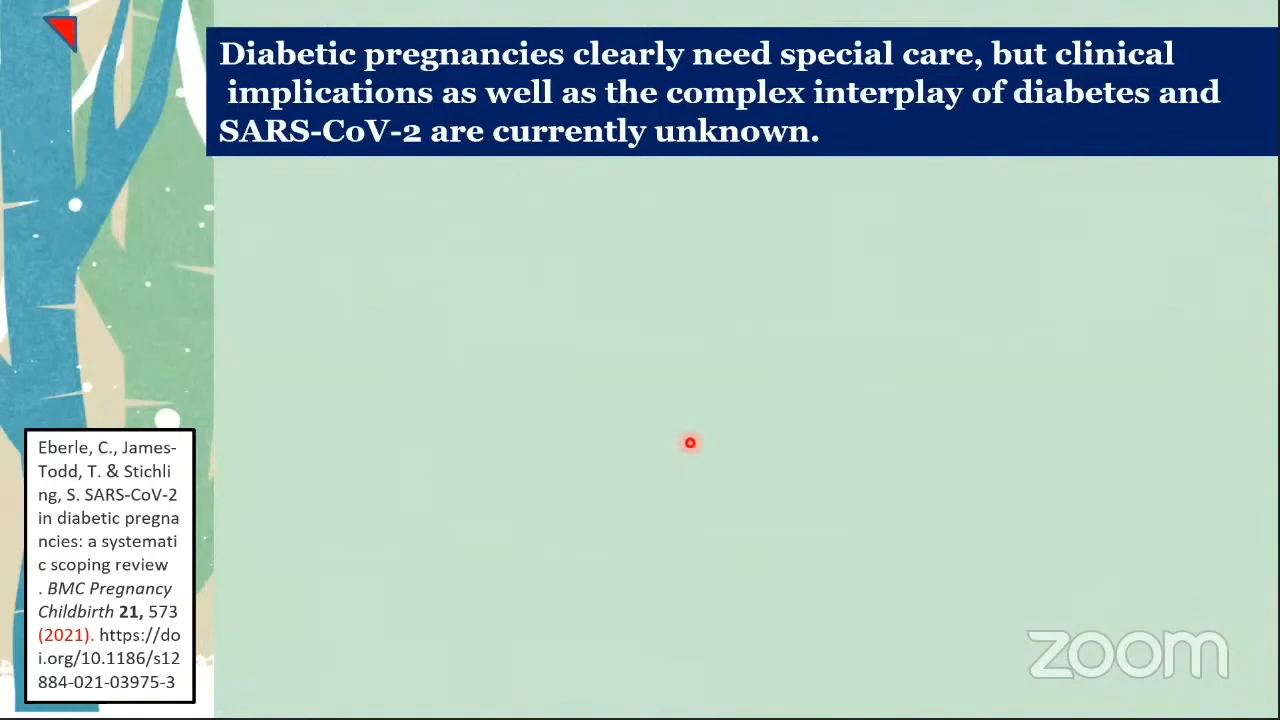 Diabetic pregnancies clearly need special care, but clinical
implications as well as the complex interplay of diabetes and
SARS-CoV-2 are currently unknown.
Eberle, C., James-
Todd, T. & Stichli
ng, S. SARS-CoV-2
in diabetic pregna
ncies: a systemati
c scoping review
. BMC Pregnancy
Childbirth 21, 573
(2021). https://do
i.org/10.1186/s12
884-021-03975-3
zoom